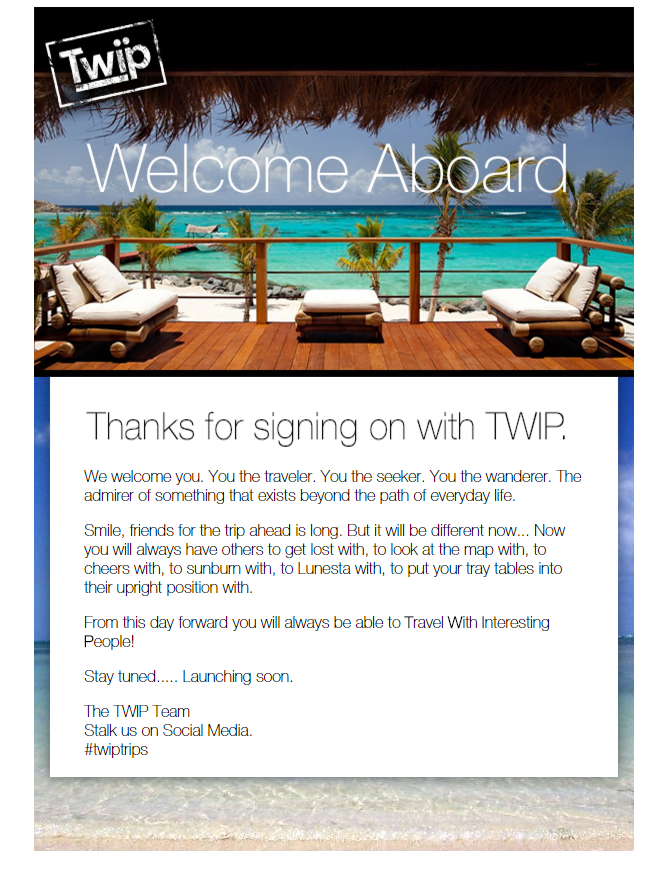 Twip
Welcome Aboard
Thanks for signing on with TWIP.
We welcome you. You the traveler. You the seeker. You the wanderer. The
admirer of something that exists beyond the path of everyday life.
Smile, friends for the trip ahead is long. But it will be different now... Now
you will always have others to get lost with, to look at the map with, to
cheers with, to sunburn with, to Lunesta with, to put your tray tables into
their upright position with.
From this day forward you will always be able to Travel With Interesting
People!
Stay tuned..... Launching soon.
The TWIP Team
Stalk us on Social Media.
#twiptrips